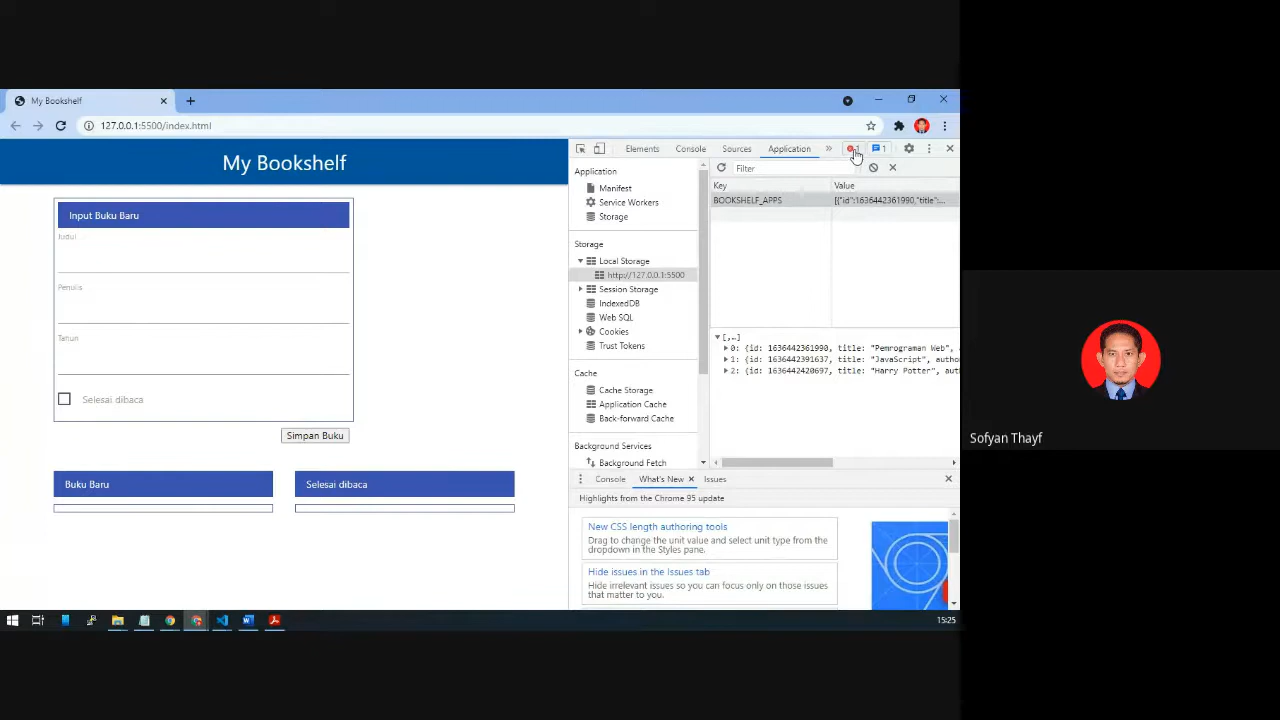 My Bookshelf
127.0.0.1:5500/index.html
My Bookshelf
Input Buku Baru
Judul
Penulis
Tahun
Selesai dibaca
Simpan Buku
Buku Baru
Selesai dibaca
Elements Console Sources Application » 1 1
Application
Manifest
Service Workers
Storage
Storage
Local Storage
http://127.0.0.1:5500
Session Storage
IndexedDB
Web SQL
Cookies
Trust Tokens
Cache
Cache Storage
Application Cache
Back-forward Cache
Background Services
Background Fetch
Filter
Key Value
BOOKSHELF_APPS [{"id":1636442361990,"title":...
[,…]
0: {id: 1636442361990, title: "Pemrograman Web",
1: {id: 1636442391637, title: "JavaScript", autho
2: {id: 1636442420697, title: "Harry Potter", au
Console What's New Issues
Highlights from the Chrome 95 update
New CSS length authoring tools
Drag to change the unit value and select unit type from the
dropdown in the Styles pane.
Hide issues in the Issues tab
Hide irrelevant issues so you can focus only on those issues
that matter to you.
15:25
Sofyan Thayf